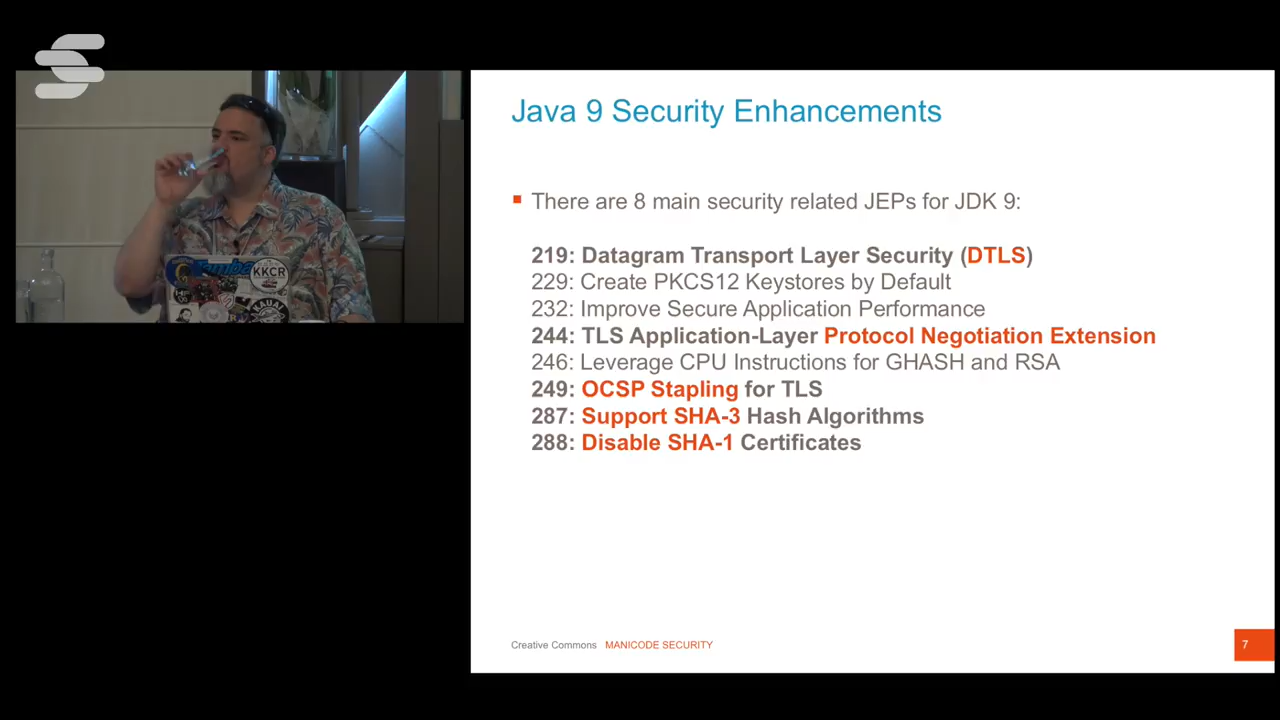 Java 9 Security Enhancements
There are 8 main security related JEPs for JDK 9:
219: Datagram Transport Layer Security (DTLS)
229: Create PKCS12 Keystores by Default
232: Improve Secure Application Performance
244: TLS Application-Layer Protocol Negotiation Extension
246: Leverage CPU Instructions for GHASH and RSA
249: OCSP Stapling for TLS
287: Support SHA-3 Hash Algorithms
288: Disable SHA-1 Certificates
Creative Commons MANICODE SECURITY
7
KKCR
KAUAI